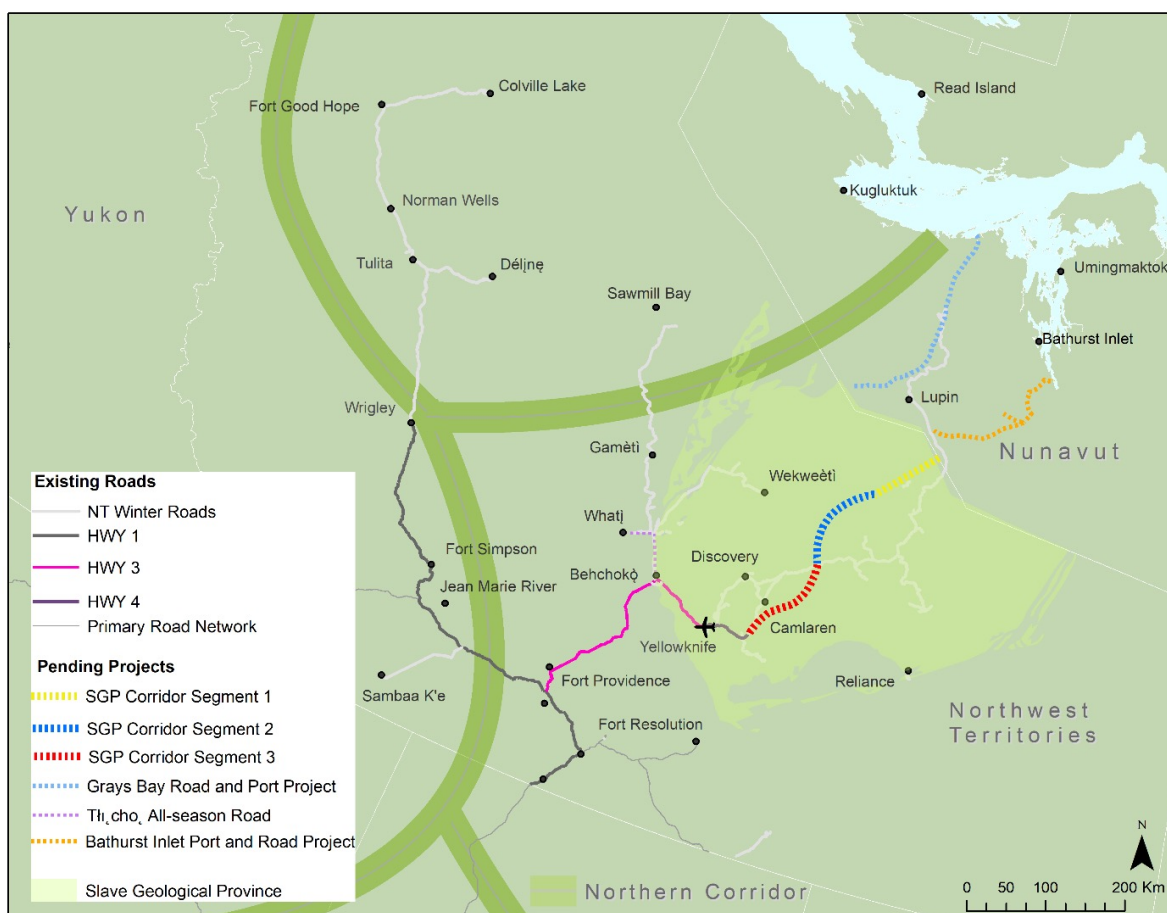 Colville Lake
Fort Good Hope
Read Island
Kugluktuk
Yukon
Norman Wells
Tulita
Délįnę
Umingmaktok
Sawmill Bay
Bathurst Inlet
Lupin
Wrigley
Nunavut
Gamètì
Wekweètì
Whatì
Discovery
Fort Simpson
Behchokǫ̀
Jean Marie River
Camlaren
Yellowknife
Fort Providence
Reliance
Sambaa K'e
Fort Resolution
Northwest
Territories
Existing Roads
NT Winter Roads
HWY 1
HWY 3
HWY 4
Primary Road Network
Pending Projects
SGP Corridor Segment 1
SGP Corridor Segment 2
SGP Corridor Segment 3
Grays Bay Road and Port Project
Tłı̨chǫ All-season Road
Bathurst Inlet Port and Road Project
Slave Geological Province
Northern Corridor
N
0 50 100 200 Km